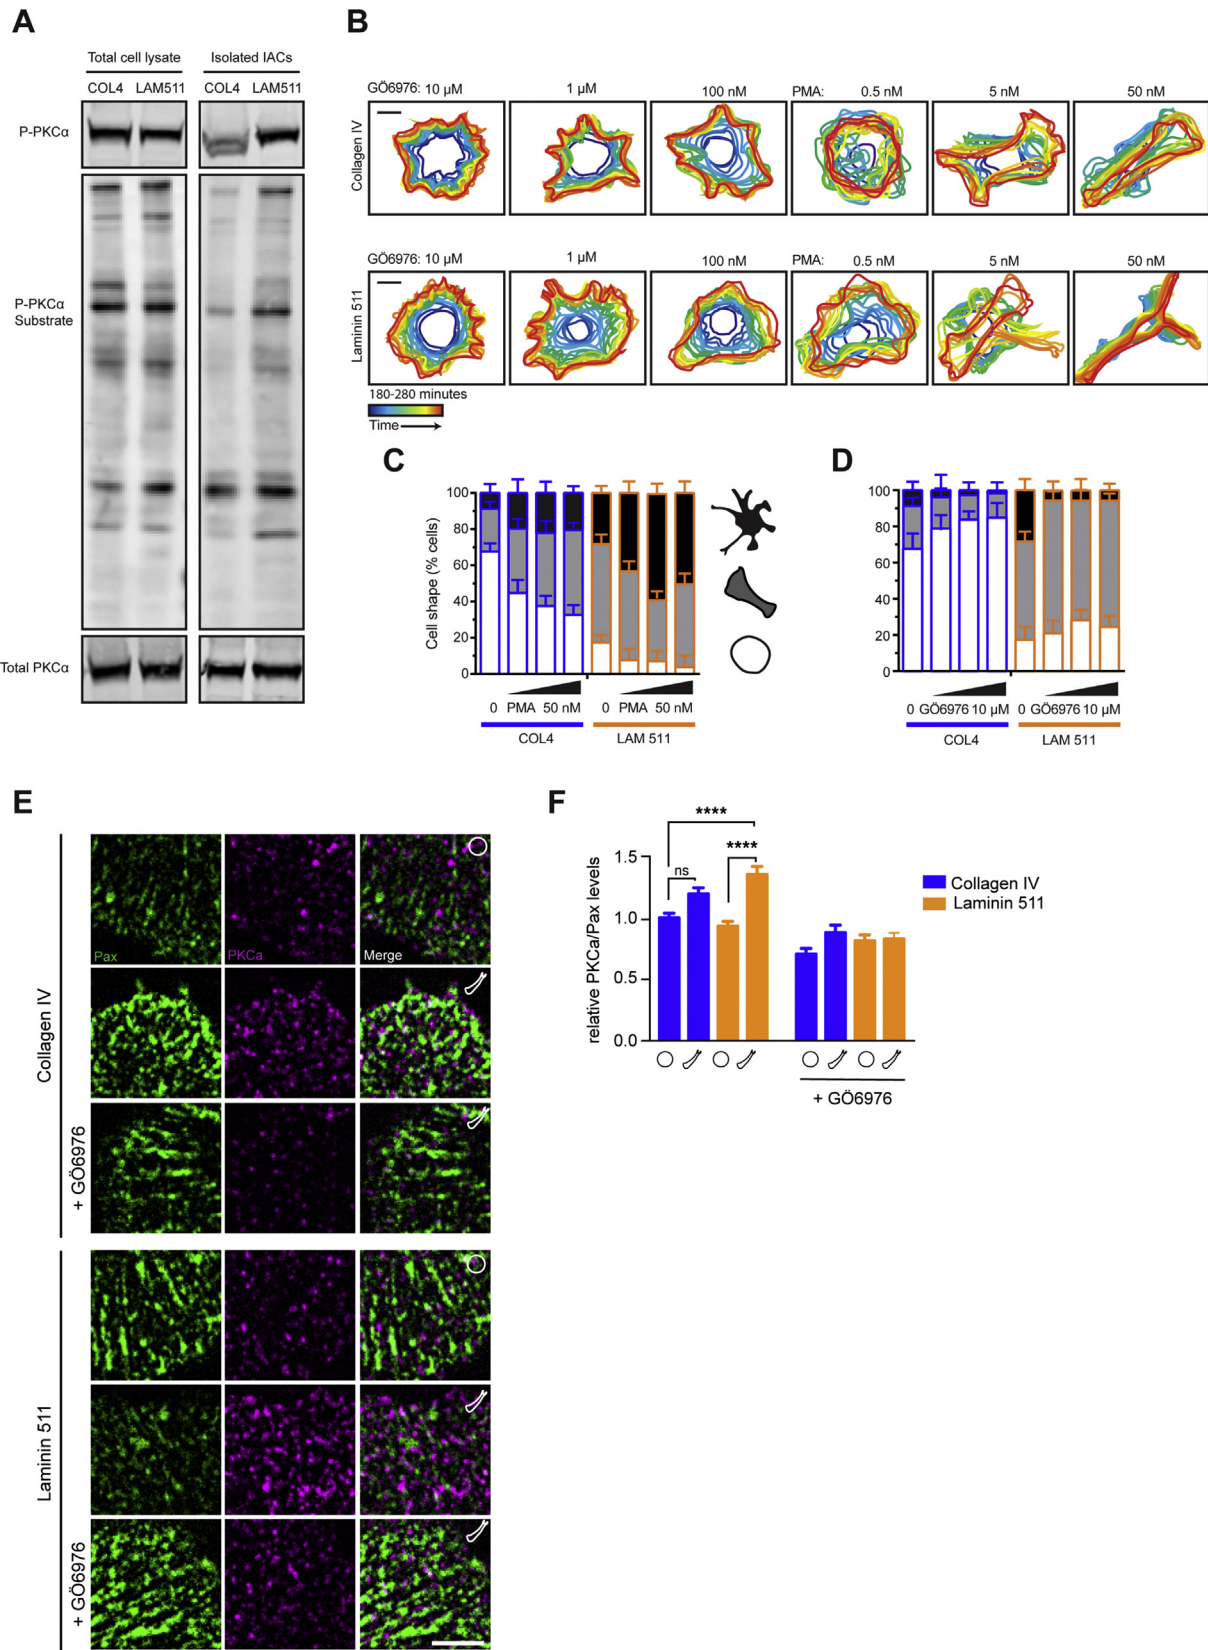 A
Total cell lysate
Isolated IACs
COL4
LAM511
COL4
LAM511
P-PKCα
P-PKCα
Substrate
Total PKCα
B
GÖ6976: 10 µM
1 µM
100 nM
PMA:
0.5 nM
5 nM
50 nM
Collagen IV
GÖ6976: 10 µM
1 µM
100 nM
PMA:
0.5 nM
5 nM
50 nM
Laminin 511
180-280 minutes
Time
C
Cell shape (% cells)
100
80
60
40
20
0
0
PMA
50 nM
0
PMA
50 nM
COL4
LAM 511
D
100
80
60
40
20
0
0
GÖ6976 10 µM
0
GÖ6976 10 µM
COL4
LAM 511
E
Collagen IV
+ GÖ6976
Pax
PKCa
Merge
Laminin 511
+ GÖ6976
F
relative PKCa/Pax levels
1.5
1.0
0.5
0.0
****
ns
****
+ GÖ6976
Collagen IV
Laminin 511